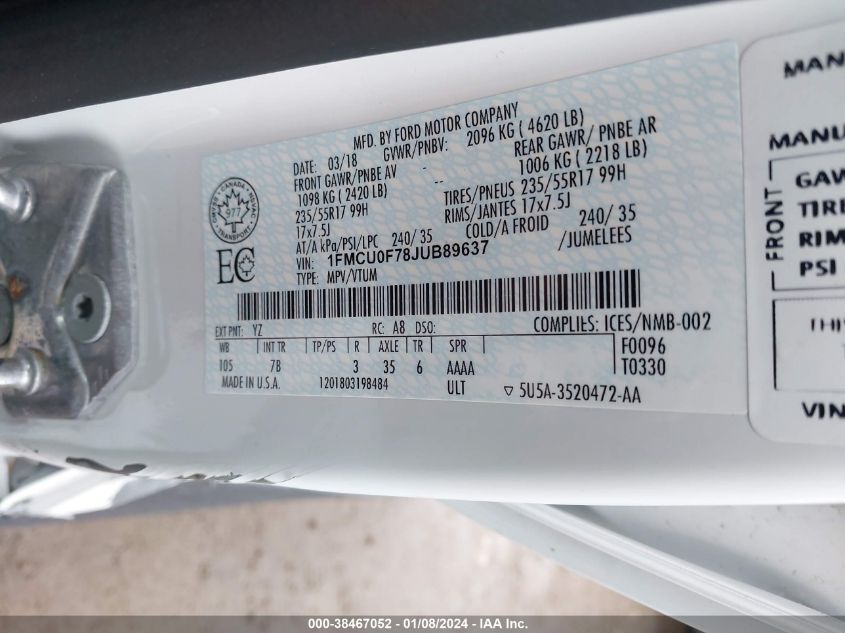 MFD. BY FORD MOTOR COMPANY
DATE: 03/18 GVWR/PNBV: 2096 KG ( 4620 LB)
FRONT GAWR/PNBE AV - REAR GAWR/ PNBE AR
1098 KG ( 2420 LB) -- 1006 KG ( 2218 LB)
235/55R17 99H TIRES/PNEUS 235/55R17 99H
17x7.5J RIMS/JANTES 17x7.5J
AT/A kPa/PSI/LPC 240/ 35 COLD/A FROID 240/ 35
VIN: 1FMCU0F78JUB89637 /JUMELEES
TYPE: MPV/VTUM
CANADA
977
TRANSPORT
EC
EXT PNT: YZ RC: A8 DSO: COMPLIES: ICES/NMB-002
WB INT TR TP/PS R AXLE TR SPR F0096
105 7B 3 35 6 AAAA T0330
MADE IN U.S.A. 1201803198484 ULT ▽ 5U5A-3520472-AA
MAN
MANU
FRONT
GAW
TIRE
RIM
PSI
THI
VIN
000-38467052 - 01/08/2024 - IAA Inc.